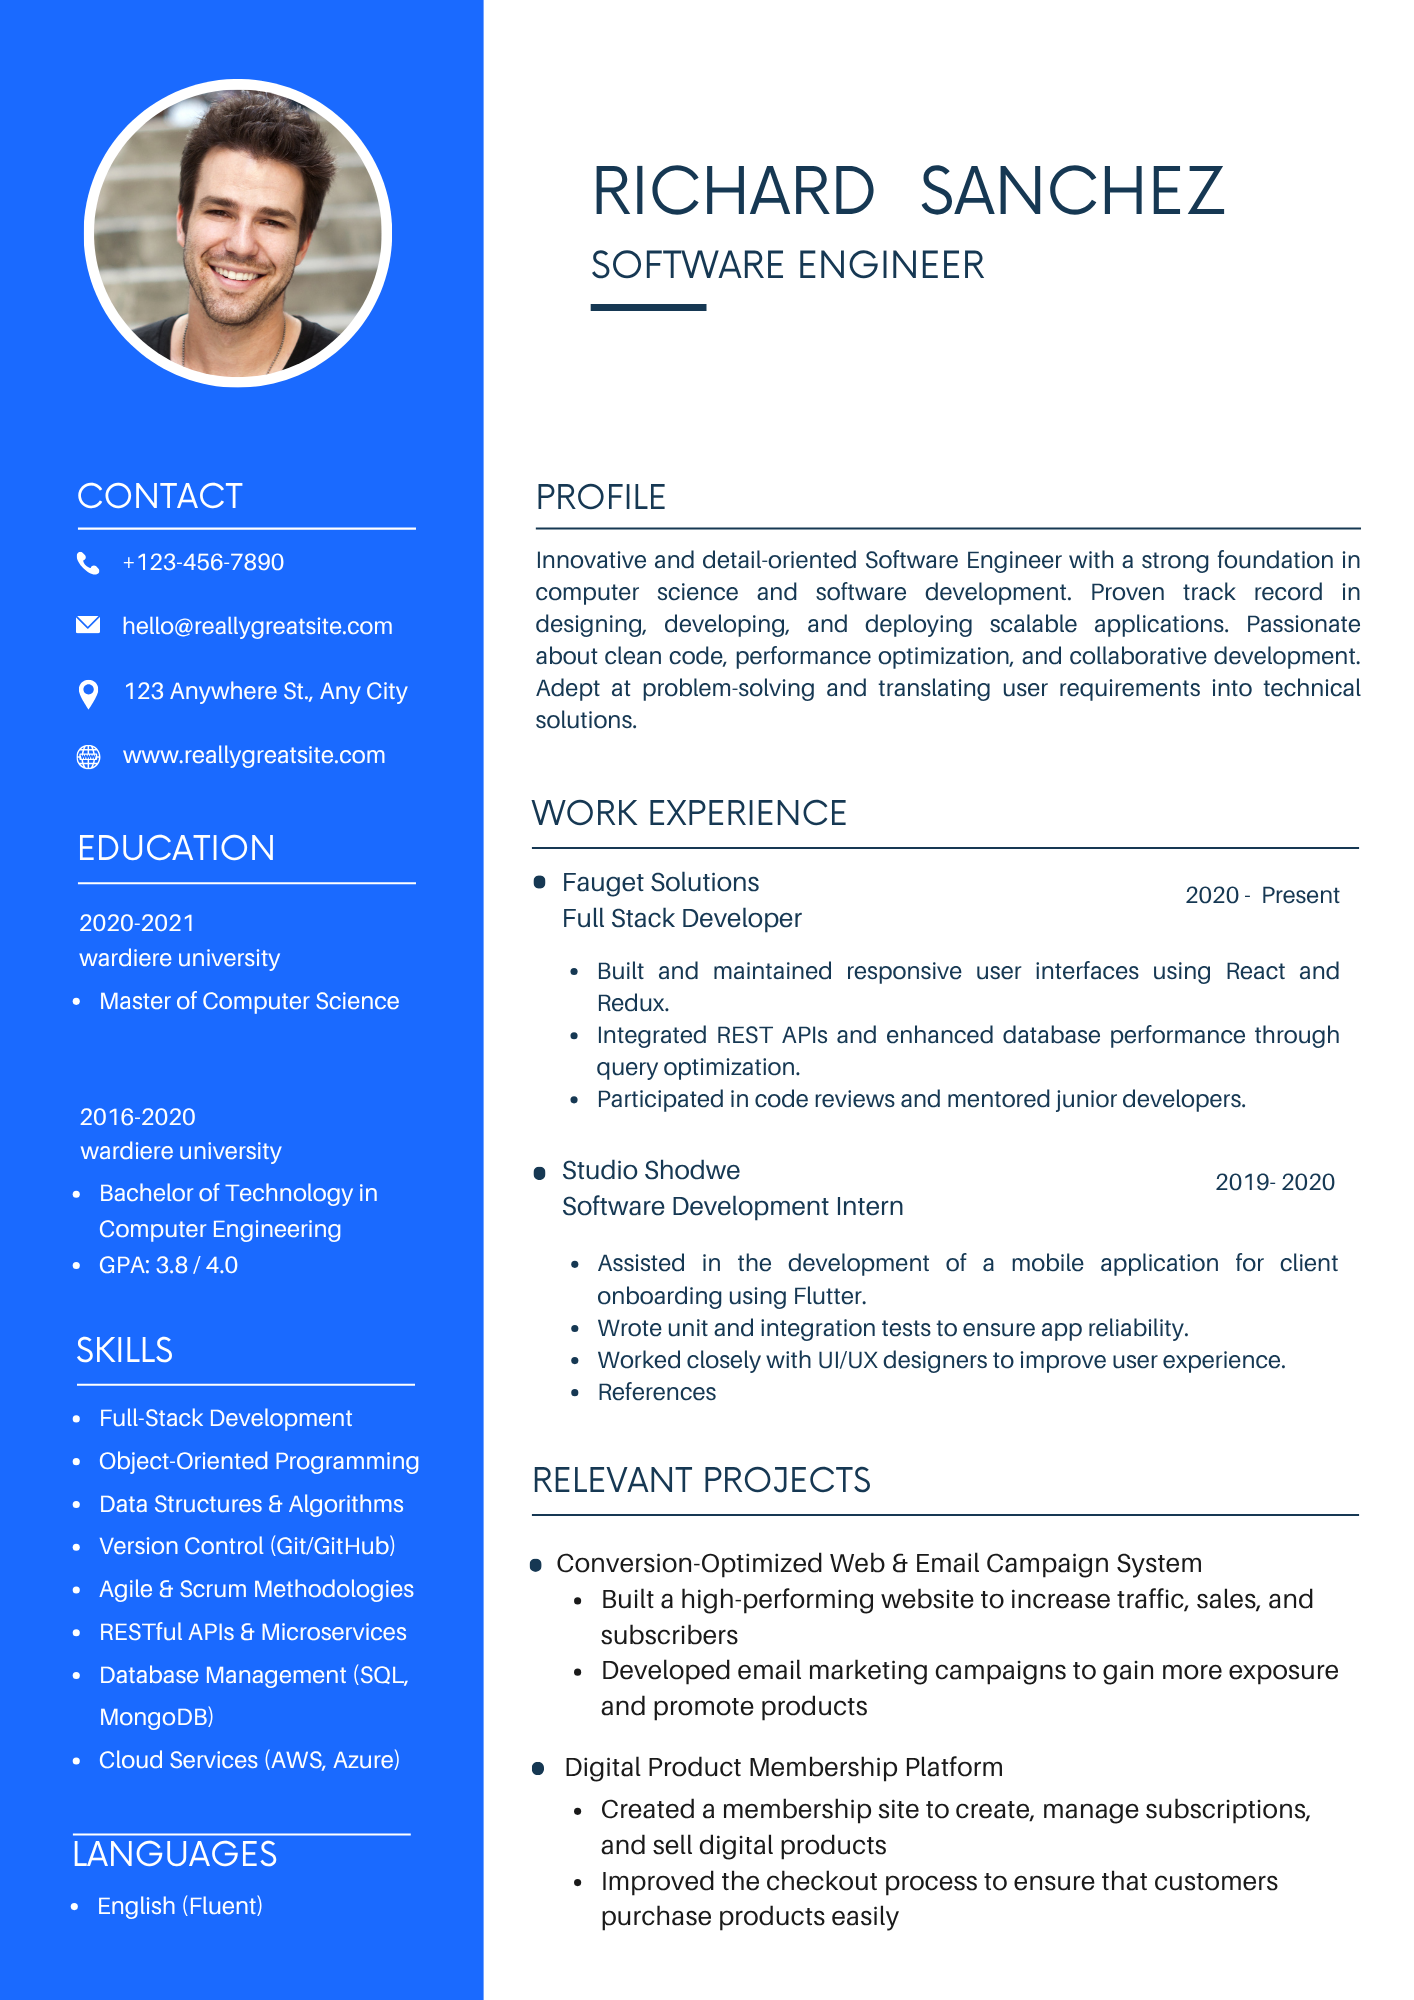 RICHARD SANCHEZ
SOFTWARE ENGINEER
CONTACT
+123-456-7890
hello@reallygreatsite.com
123 Anywhere St., Any City
www.reallygreatsite.com
EDUCATION
2020-2021
wardiere university
• Master of Computer Science
2016-2020
wardiere university
• Bachelor of Technology in
Computer Engineering
• GPA: 3.8 / 4.0
SKILLS
• Full-Stack Development
• Object-Oriented Programming
• Data Structures & Algorithms
• Version Control (Git/GitHub)
• Agile & Scrum Methodologies
• RESTful APIs & Microservices
• Database Management (SQL,
MongoDB)
• Cloud Services (AWS, Azure)
LANGUAGES
• English (Fluent)
PROFILE
Innovative and detail-oriented Software Engineer with a strong foundation in
computer science and software development. Proven track record in
designing, developing, and deploying scalable applications. Passionate
about clean code, performance optimization, and collaborative development.
Adept at problem-solving and translating user requirements into technical
solutions.
WORK EXPERIENCE
• Fauget Solutions
2020 - Present
Full Stack Developer
• Built and maintained responsive user interfaces using React and
Redux.
• Integrated REST APIs and enhanced database performance through
query optimization.
• Participated in code reviews and mentored junior developers.
• Studio Shodwe
2019- 2020
Software Development Intern
• Assisted in the development of a mobile application for client
onboarding using Flutter.
• Wrote unit and integration tests to ensure app reliability.
• Worked closely with UI/UX designers to improve user experience.
• References
RELEVANT PROJECTS
• Conversion-Optimized Web & Email Campaign System
• Built a high-performing website to increase traffic, sales, and
subscribers
• Developed email marketing campaigns to gain more exposure
and promote products
• Digital Product Membership Platform
• Created a membership site to create, manage subscriptions,
and sell digital products
• Improved the checkout process to ensure that customers
purchase products easily